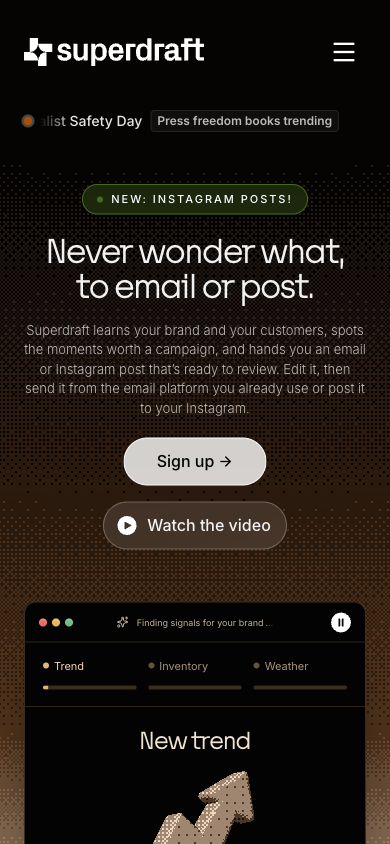 superdraft
alist Safety Day Press freedom books trending
NEW: INSTAGRAM POSTS!
Never wonder what,
to email or post.
Superdraft learns your brand and your customers, spots
the moments worth a campaign, and hands you an email
or Instagram post that’s ready to review. Edit it, then
send it from the email platform you already use or post it
to your Instagram.
Sign up →
Watch the video
Finding signals for your brand ...
Trend Inventory Weather
New trend